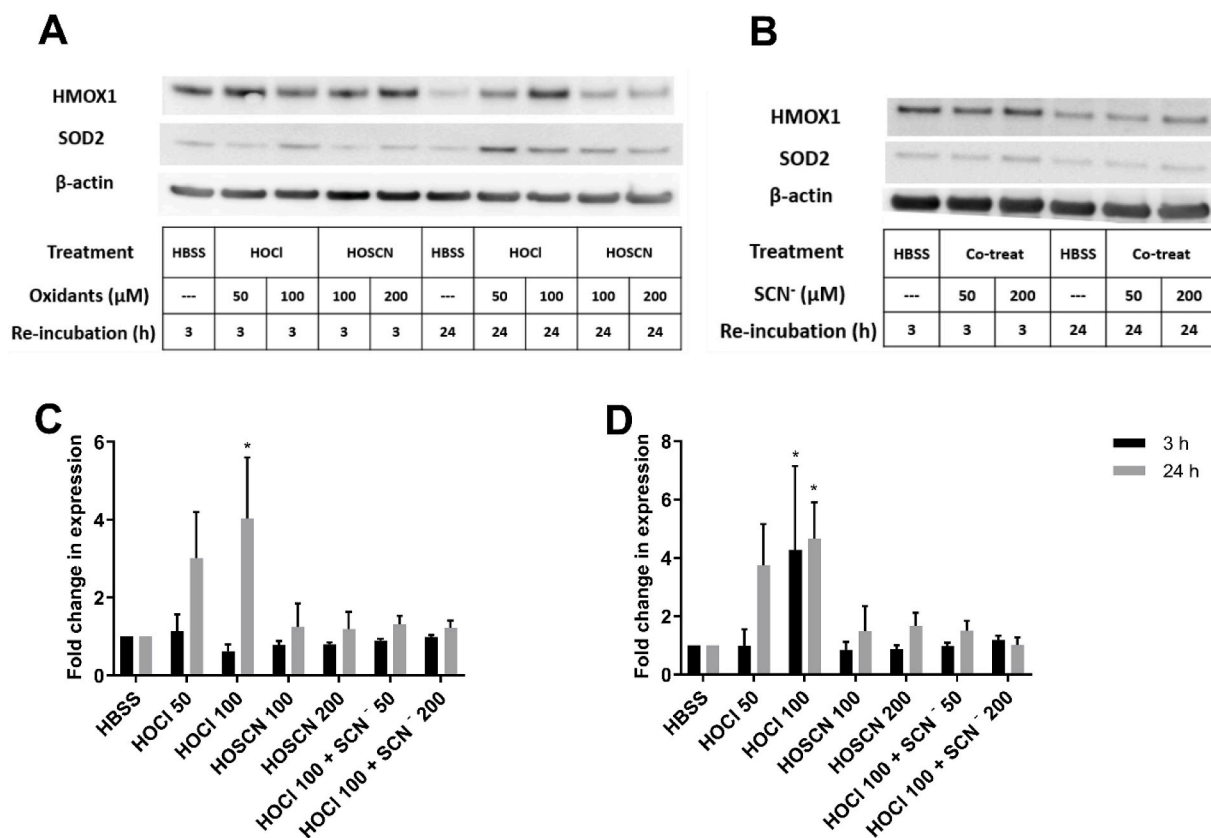 A
HMOX1
SOD2
β-actin
Treatment HBSS HOCl HOSCN HBSS HOCl HOSCN
Oxidants (μM) --- 50 100 100 200 --- 50 100 100 200
Re-incubation (h) 3 3 3 3 3 24 24 24 24 24
B
HMOX1
SOD2
β-actin
Treatment HBSS Co-treat HBSS Co-treat
SCN⁻ (μM) --- 50 200 --- 50 200
Re-incubation (h) 3 3 3 24 24 24
C
Fold change in expression
6
4
2
0
*
HBSS
HOCl 50
HOCl 100
HOSCN 100
HOSCN 200
HOCl 100 + SCN⁻ 50
HOCl 100 + SCN⁻ 200
D
Fold change in expression
8
6
4
2
0
* *
HBSS
HOCl 50
HOCl 100
HOSCN 100
HOSCN 200
HOCl 100 + SCN⁻ 50
HOCl 100 + SCN⁻ 200
3 h
24 h